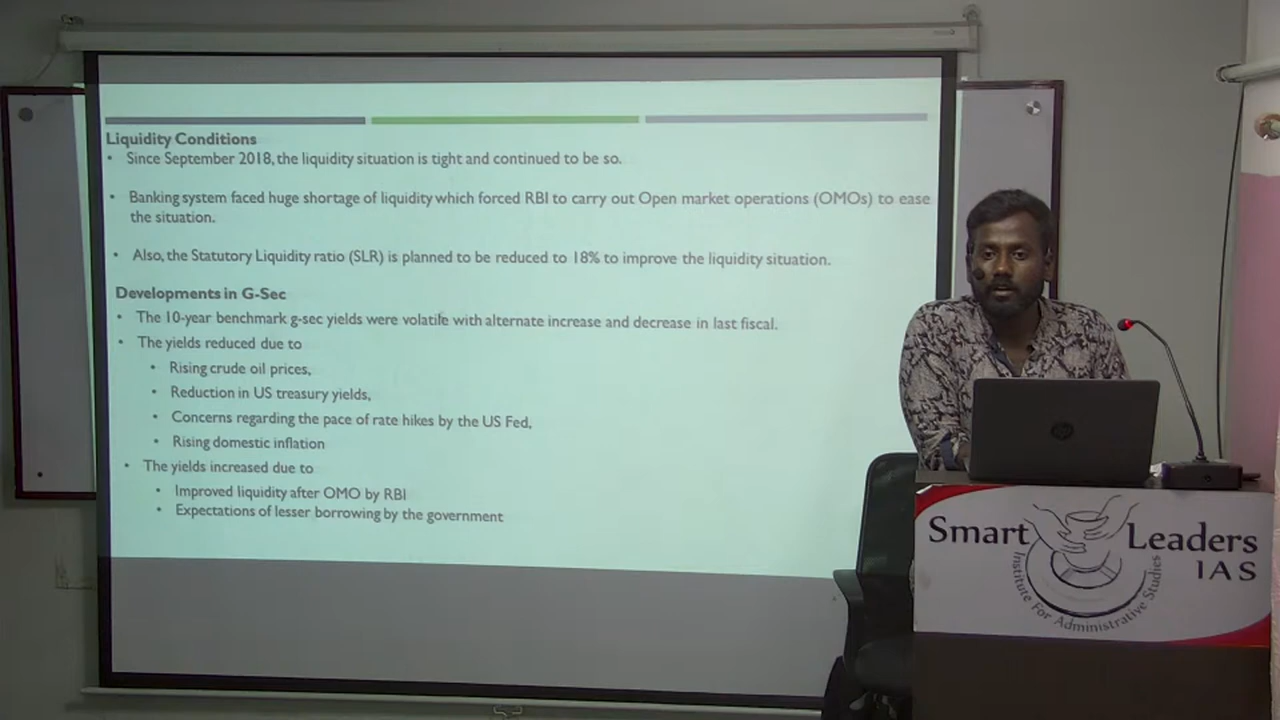 Liquidity Conditions
• Since September 2018, the liquidity situation is tight and continued to be so.
• Banking system faced huge shortage of liquidity which forced RBI to carry out Open market operations (OMOs) to ease
the situation.
• Also, the Statutory Liquidity ratio (SLR) is planned to be reduced to 18% to improve the liquidity situation.
Developments in G-Sec
• The 10-year benchmark g-sec yields were volatile with alternate increase and decrease in last fiscal.
• The yields reduced due to
• Rising crude oil prices,
• Reduction in US treasury yields,
• Concerns regarding the pace of rate hikes by the US Fed,
• Rising domestic inflation
• The yields increased due to
• Improved liquidity after OMO by RBI
• Expectations of lesser borrowing by the government
Smart Leaders
IAS
Institute For Administrative Studies
hp